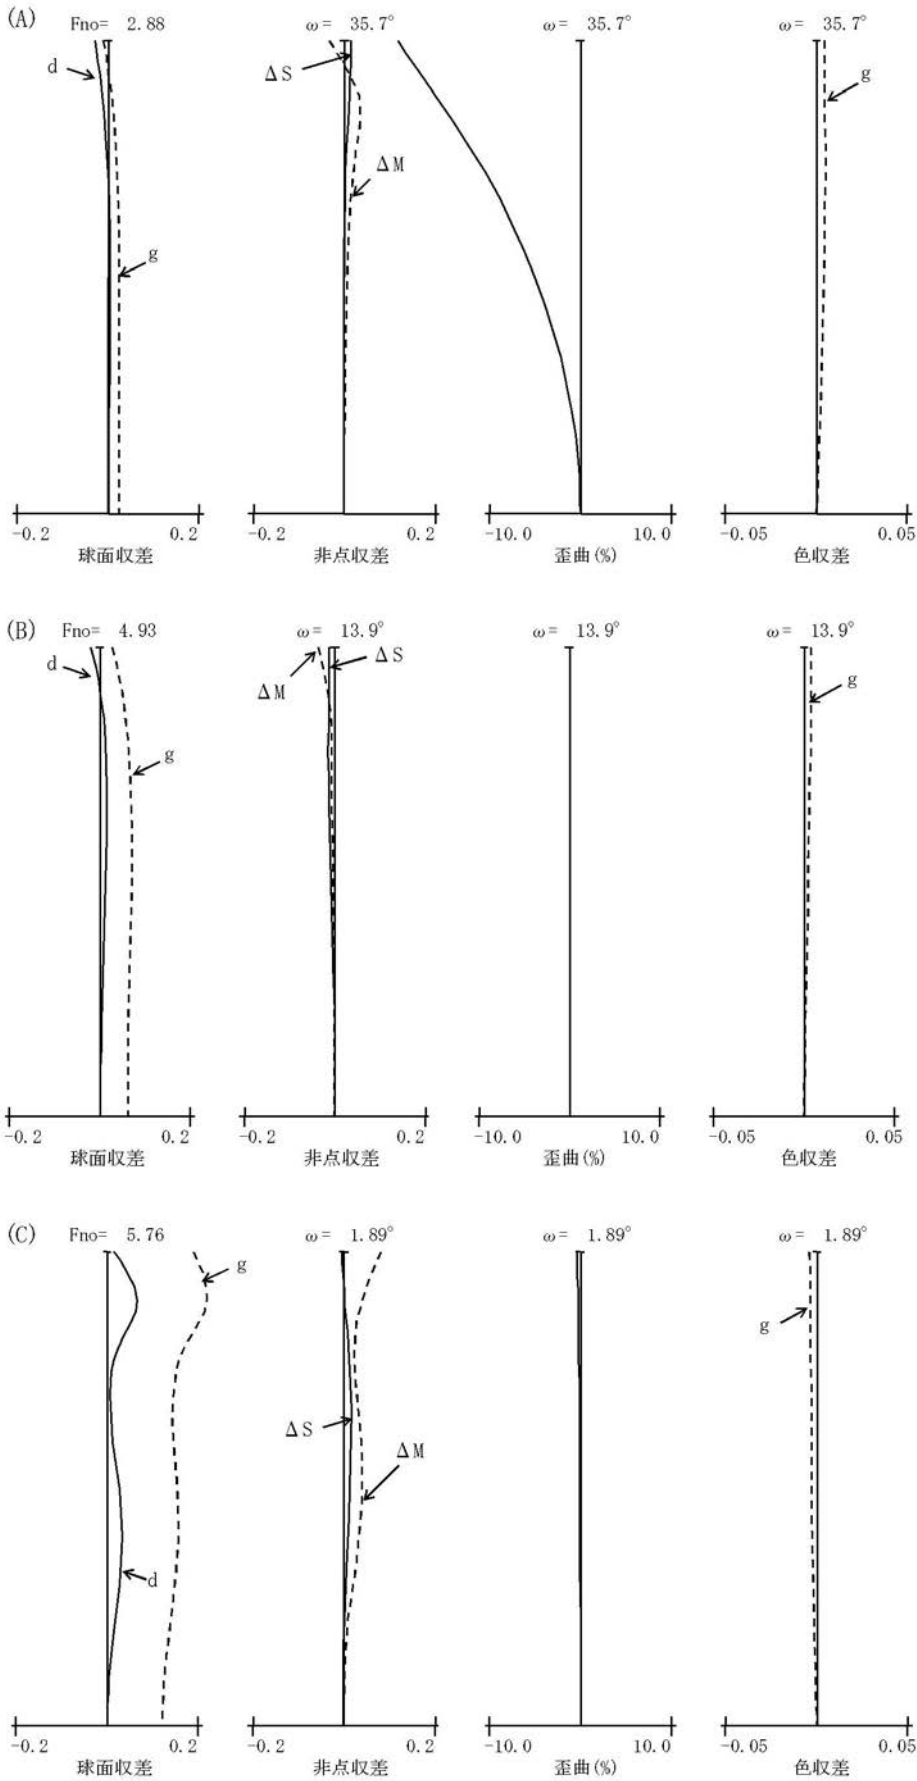 (A) Fno= 2.88 ω= 35.7° ω= 35.7° ω= 35.7°
d
ΔS
g
ΔM
g
-0.2 0.2 -0.2 0.2 -10.0 10.0 -0.05 0.05
球面収差 非点収差 歪曲(%) 色収差
(B) Fno= 4.93 ω= 13.9° ω= 13.9° ω= 13.9°
d
ΔS
ΔM
g
g
-0.2 0.2 -0.2 0.2 -10.0 10.0 -0.05 0.05
球面収差 非点収差 歪曲(%) 色収差
(C) Fno= 5.76 ω= 1.89° ω= 1.89° ω= 1.89°
g
g
ΔS
ΔM
d
-0.2 0.2 -0.2 0.2 -10.0 10.0 -0.05 0.05
球面収差 非点収差 歪曲(%) 色収差